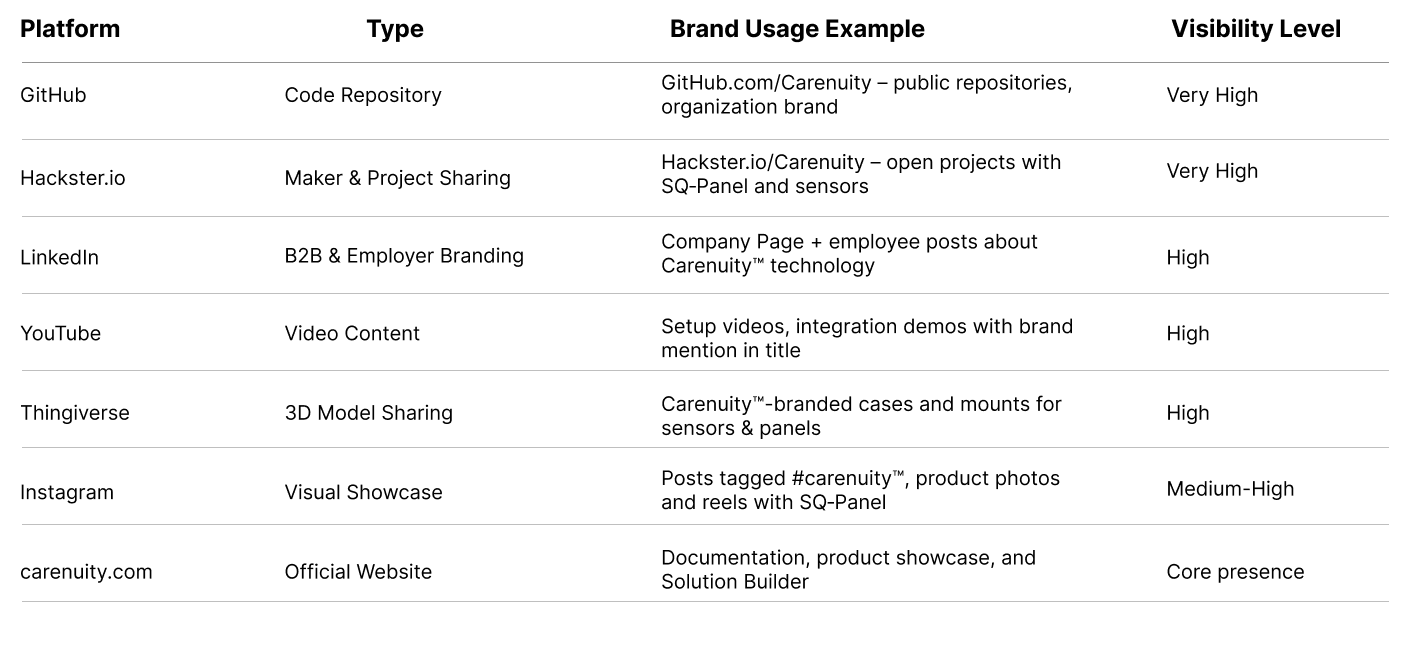 Platform Type Brand Usage Example Visibility Level
GitHub Code Repository GitHub.com/Carenuity – public repositories, Very High
organization brand
Hackster.io Maker & Project Sharing Hackster.io/Carenuity – open projects with Very High
SQ-Panel and sensors
LinkedIn B2B & Employer Branding Company Page + employee posts about High
Carenuity™ technology
YouTube Video Content Setup videos, integration demos with brand High
mention in title
Thingiverse 3D Model Sharing Carenuity™-branded cases and mounts for High
sensors & panels
Instagram Visual Showcase Posts tagged #carenuity™, product photos Medium-High
and reels with SQ-Panel
carenuity.com Official Website Documentation, product showcase, and Core presence
Solution Builder